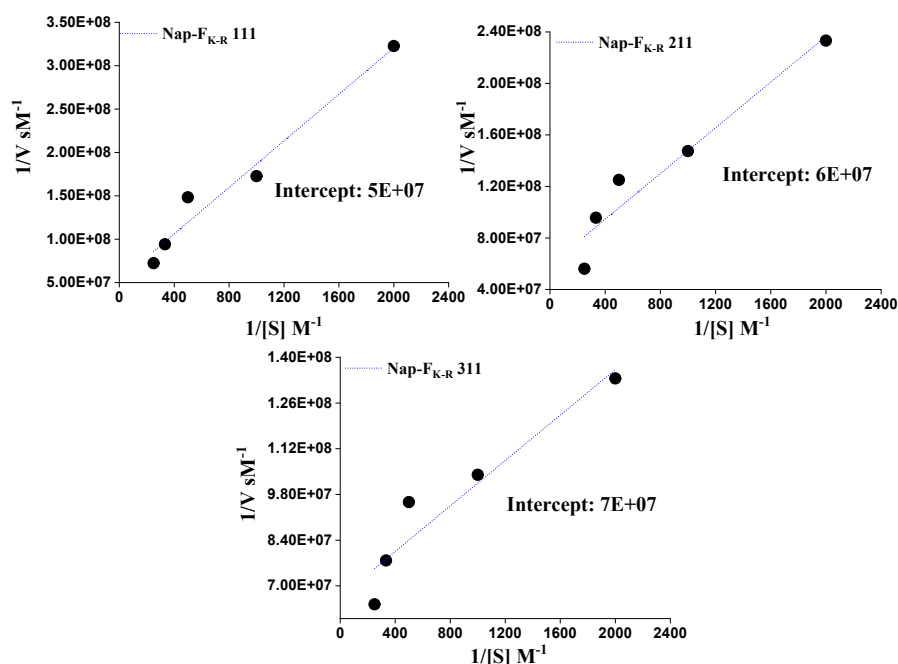 Nap-F_K-R 111
3.50E+08
3.00E+08
2.50E+08
2.00E+08
1.50E+08
1.00E+08
5.00E+07
1/V sM⁻¹
Intercept: 5E+07
0 400 800 1200 1600 2000 2400
1/[S] M⁻¹
Nap-F_K-R 211
2.40E+08
2.00E+08
1.60E+08
1.20E+08
8.00E+07
4.00E+07
1/V sM⁻¹
Intercept: 6E+07
0 400 800 1200 1600 2000 2400
1/[S] M⁻¹
Nap-F_K-R 311
1.40E+08
1.26E+08
1.12E+08
9.80E+07
8.40E+07
7.00E+07
1/V sM⁻¹
Intercept: 7E+07
0 400 800 1200 1600 2000 2400
1/[S] M⁻¹